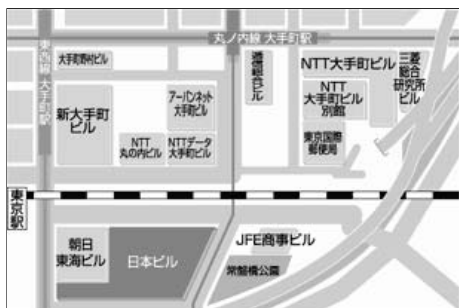 丸ノ内線 大手町駅
東西線 大手町駅
大手町野村ビル
逓信総合ビル
NTT大手町ビル
三菱
総合
研究所
ビル
アーバンネット
大手町ビル
NTT
大手町ビル
別館
新大手町
ビル
NTT
丸の内ビル
NTTデータ
大手町ビル
東京国際
郵便局
東京駅
朝日
東海ビル
日本ビル
JFE商事ビル
常盤橋公園